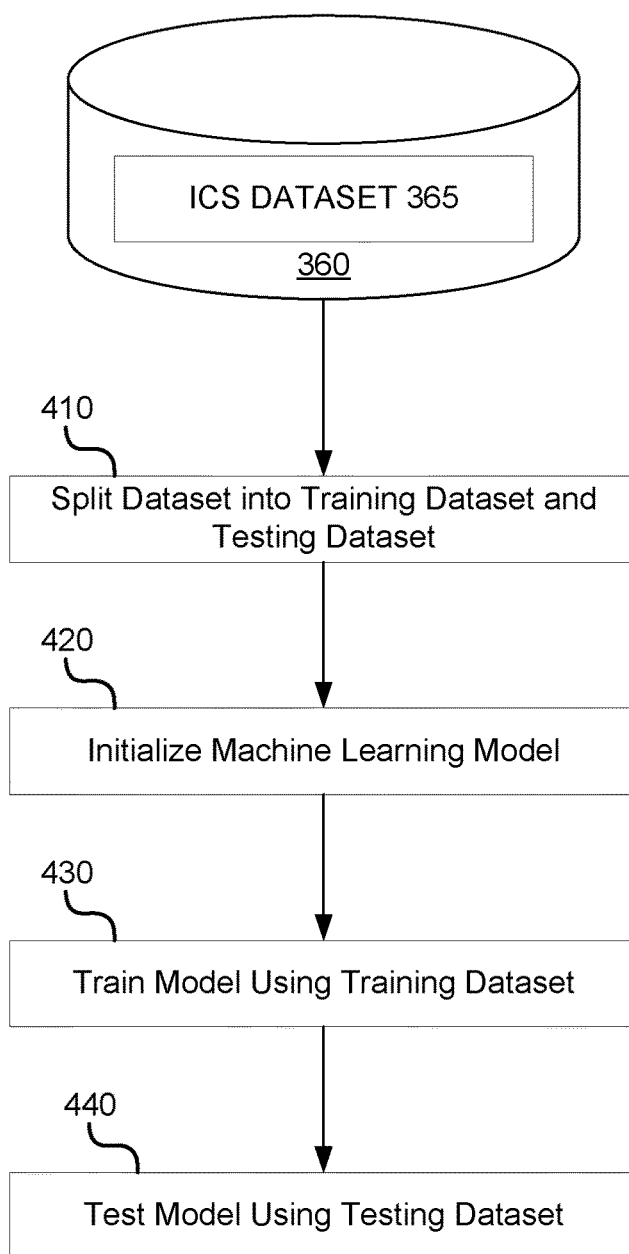 ICS DATASET 365
360
410
Split Dataset into Training Dataset and
Testing Dataset
420
Initialize Machine Learning Model
430
Train Model Using Training Dataset
440
Test Model Using Testing Dataset